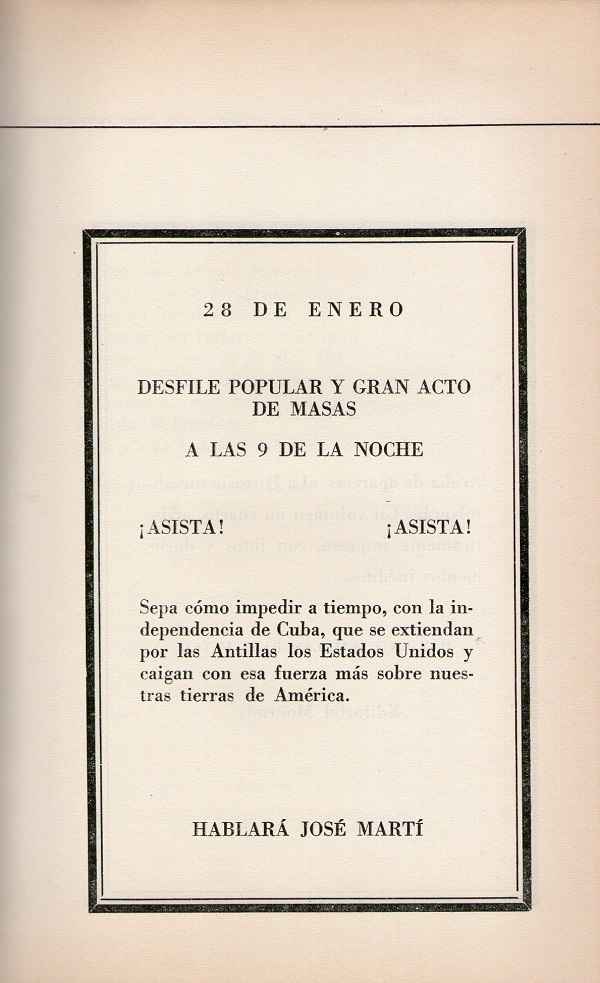 28 DE ENERO
DESFILE POPULAR Y GRAN ACTO
DE MASAS
A LAS 9 DE LA NOCHE
¡ASISTA! ¡ASISTA!
Sepa cómo impedir a tiempo, con la in-
dependencia de Cuba, que se extiendan
por las Antillas los Estados Unidos y
caigan con esa fuerza más sobre nues-
tras tierras de América.
HABLARÁ JOSÉ MARTÍ